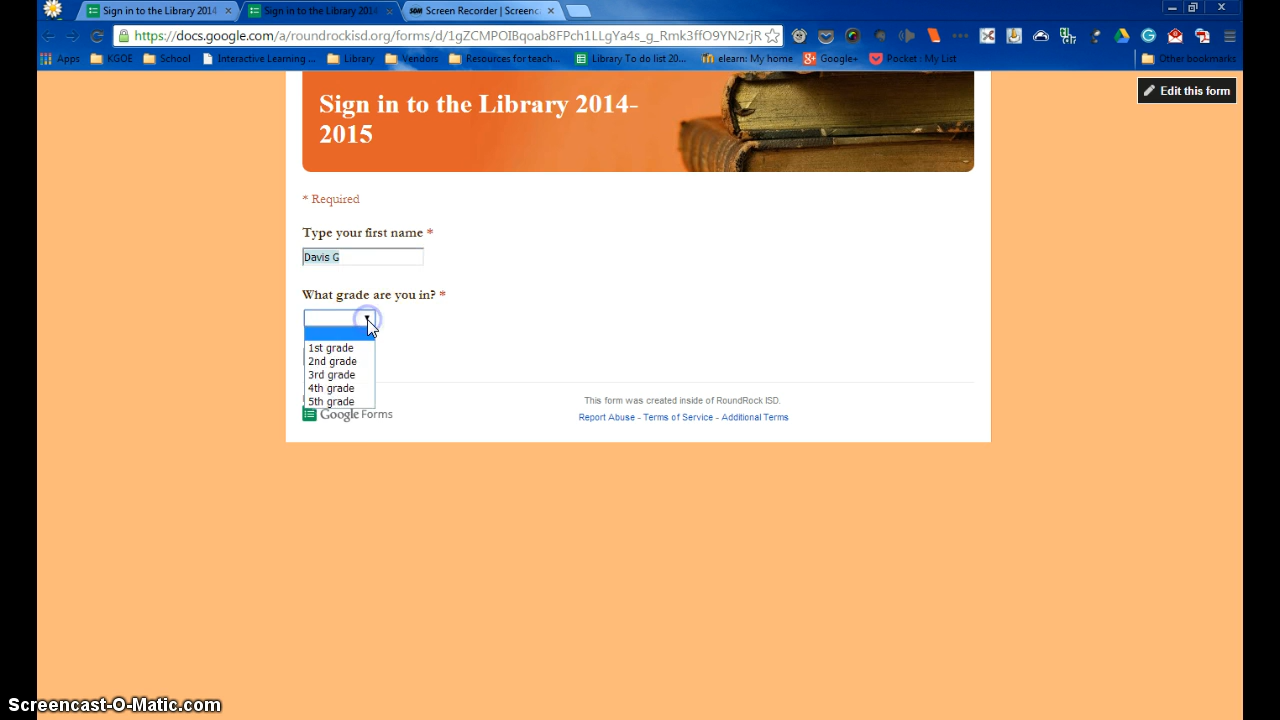 Sign in to the Library 2014
Sign in to the Library 2014
SOM Screen Recorder | Screenc
https://docs.google.com/a/roundrockisd.org/forms/d/1gZCMPOIBqoab8FPch1LLgYa4s_g_Rmk3ffO9YN2rjR
Apps KGOE School Interactive Learning ... Library Vendors Resources for teach... Library To do list 20... elearn: My home Google+ Pocket : My List Other bookmarks
Edit this form
Sign in to the Library 2014-
2015
* Required
Type your first name *
Davis G
What grade are you in? *
1st grade
2nd grade
3rd grade
4th grade
5th grade
Google Forms
This form was created inside of RoundRock ISD.
Report Abuse - Terms of Service - Additional Terms
Screencast-O-Matic.com